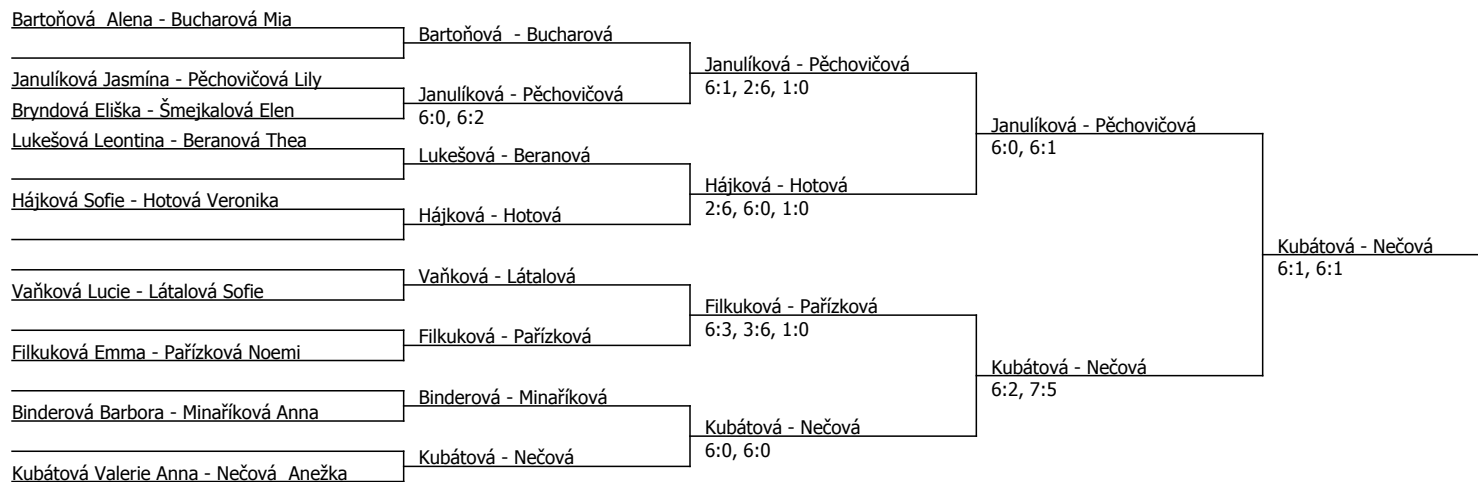 Bartoňová  Alena - Bucharová Mia
Janulíková Jasmína - Pěchovičová Lily
Bryndová Eliška - Šmejkalová Elen
Lukešová Leontina - Beranová Thea
Hájková Sofie - Hotová Veronika
Vaňková Lucie - Látalová Sofie
Filkuková Emma - Pařízková Noemi
Binderová Barbora - Minaříková Anna
Kubátová Valerie Anna - Nečová  Anežka
Bartoňová  - Bucharová
Janulíková - Pěchovičová
6:0, 6:2
Lukešová - Beranová
Hájková - Hotová
Vaňková - Látalová
Filkuková - Pařízková
Binderová - Minaříková
Kubátová - Nečová
Janulíková - Pěchovičová
6:1, 2:6, 1:0
Hájková - Hotová
2:6, 6:0, 1:0
Filkuková - Pařízková
6:3, 3:6, 1:0
Kubátová - Nečová
6:0, 6:0
Janulíková - Pěchovičová
6:0, 6:1
Kubátová - Nečová
6:2, 7:5
Kubátová - Nečová
6:1, 6:1